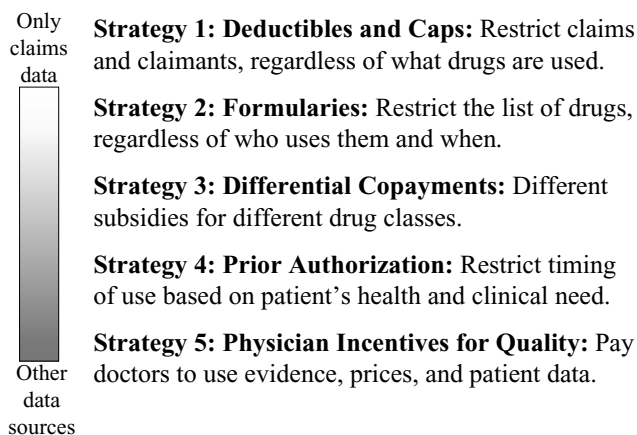 Only
claims
data
Strategy 1: Deductibles and Caps: Restrict claims
and claimants, regardless of what drugs are used.
Strategy 2: Formularies: Restrict the list of drugs,
regardless of who uses them and when.
Strategy 3: Differential Copayments: Different
subsidies for different drug classes.
Strategy 4: Prior Authorization: Restrict timing
of use based on patient's health and clinical need.
Strategy 5: Physician Incentives for Quality: Pay
doctors to use evidence, prices, and patient data.
Other
data
sources